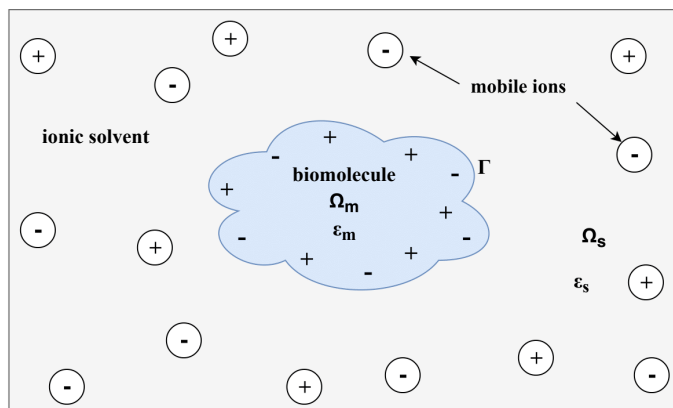 + + - +
- mobile ions
ionic solvent +
- + -
biomolecule - Γ
+ Ωm +
- - εm - Ωs
+ + +
- εs +
-
+
- + - -